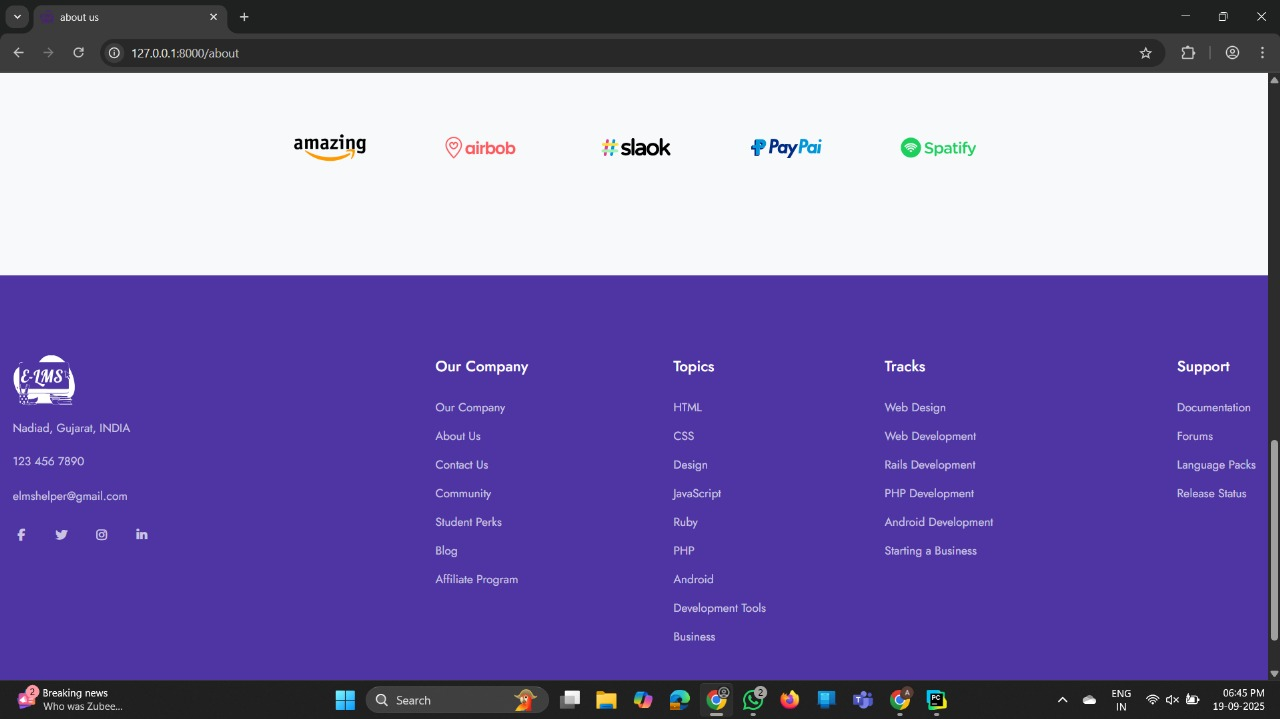 about us
127.0.0.1:8000/about
amazing
airbob
slaok
PayPai
Spatify
E-LMS
Nadiad, Gujarat, INDIA
123 456 7890
elmshelper@gmail.com
Our Company
Our Company
About Us
Contact Us
Community
Student Perks
Blog
Affiliate Program
Topics
HTML
CSS
Design
JavaScript
Ruby
PHP
Android
Development Tools
Business
Tracks
Web Design
Web Development
Rails Development
PHP Development
Android Development
Starting a Business
Support
Documentation
Forums
Language Packs
Release Status
2
Breaking news
Who was Zubee...
Search
2
A
PC
ENG
IN
06:45 PM
19-09-2025